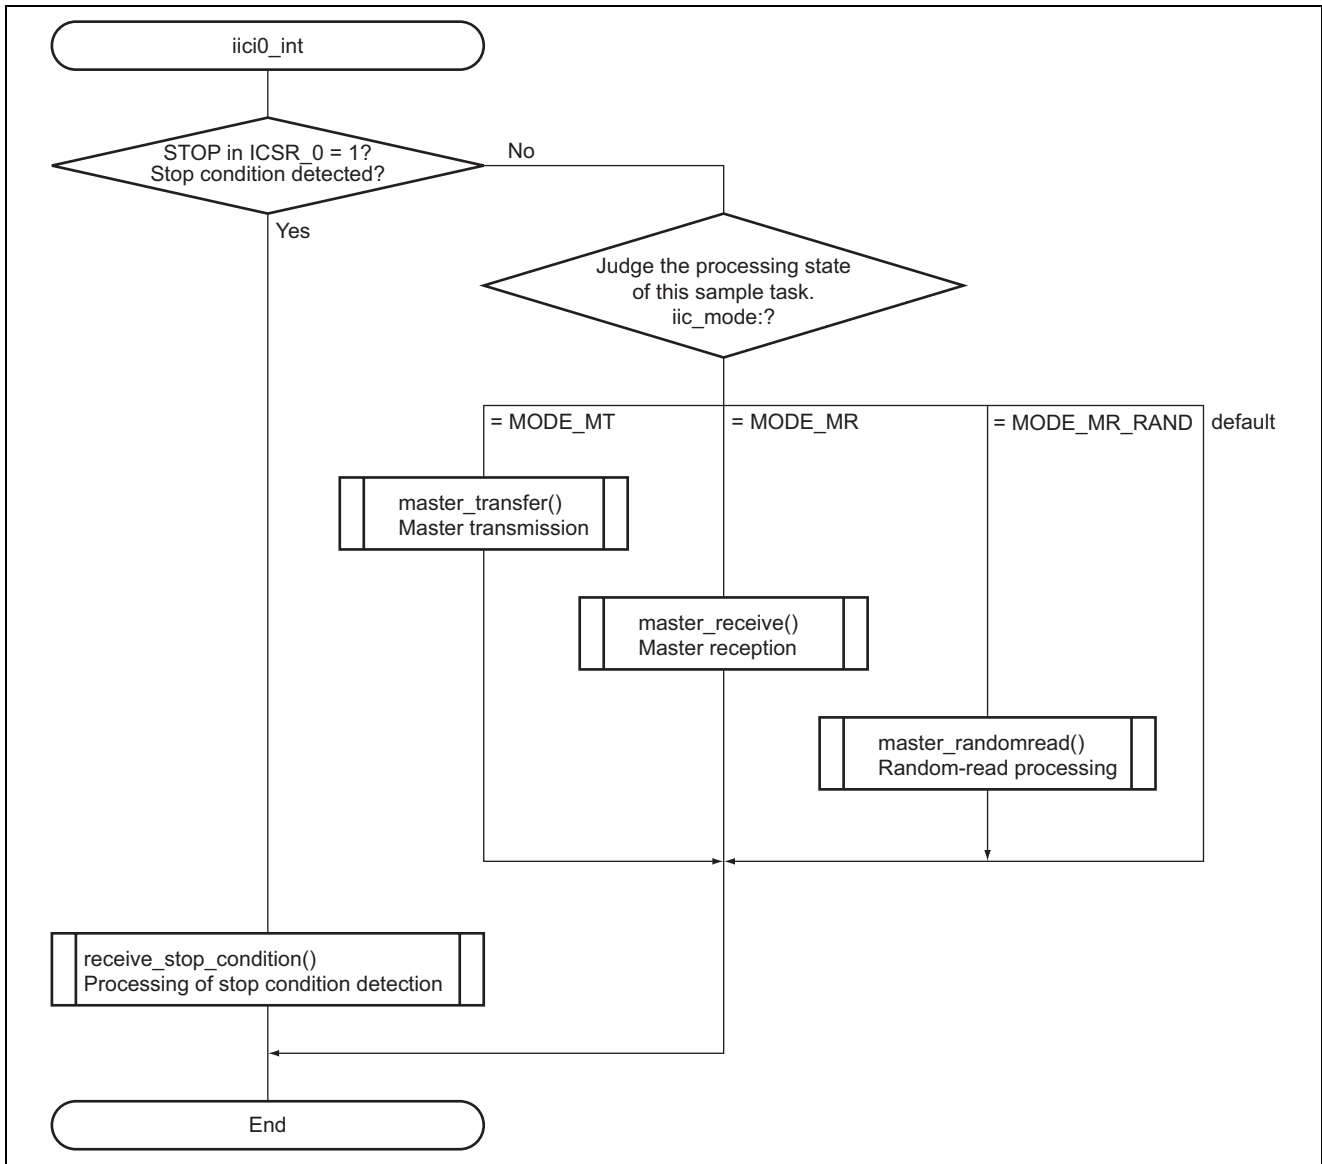 iici0_int
STOP in ICSR_0 = 1?
Stop condition detected?
No
Yes
Judge the processing state
of this sample task.
iic_mode:?
= MODE_MT
= MODE_MR
= MODE_MR_RAND
default
master_transfer()
Master transmission
master_receive()
Master reception
master_randomread()
Random-read processing
receive_stop_condition()
Processing of stop condition detection
End